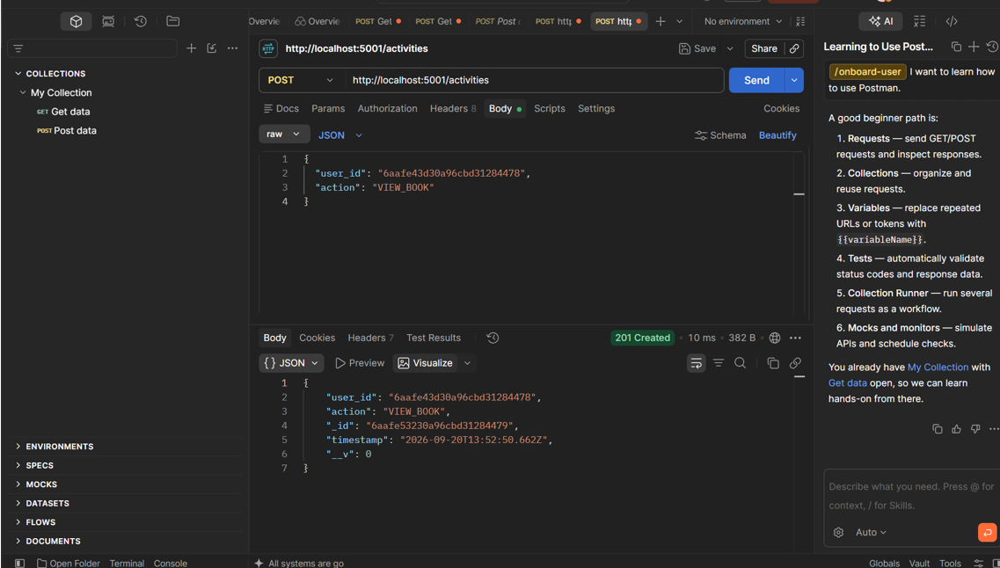 Overvie
Overvie
POST Get
POST Get
POST Post
POST http
POST http
No environment
AI
COLLECTIONS
My Collection
GET Get data
POST Post data
ENVIRONMENTS
SPECS
MOCKS
DATASETS
FLOWS
DOCUMENTS
HTTP
http://localhost:5001/activities
Save
Share
POST
http://localhost:5001/activities
Send
Docs
Params
Authorization
Headers 8
Body
Scripts
Settings
Cookies
raw
JSON
Schema
Beautify
1 {
2 "user_id": "6aafe43d30a96cbd31284478",
3 "action": "VIEW_BOOK"
4 }
Body
Cookies
Headers 7
Test Results
201 Created
10 ms
382 B
{} JSON
Preview
Visualize
1 {
2 "user_id": "6aafe43d30a96cbd31284478",
3 "action": "VIEW_BOOK",
4 "_id": "6aafe53230a96cbd31284479",
5 "timestamp": "2026-09-20T13:52:50.662Z",
6 "__v": 0
7 }
Learning to Use Post...
/onboard-user I want to learn how
to use Postman.
A good beginner path is:
1. Requests — send GET/POST
requests and inspect responses.
2. Collections — organize and
reuse requests.
3. Variables — replace repeated
URLs or tokens with
{{variableName}}.
4. Tests — automatically validate
status codes and response data.
5. Collection Runner — run several
requests as a workflow.
6. Mocks and monitors — simulate
APIs and schedule checks.
You already have My Collection with
Get data open, so we can learn
hands-on from there.
Describe what you need. Press @ for
context, / for Skills.
Auto
Open Folder
Terminal
Console
All systems are go
Globals
Vault
Tools